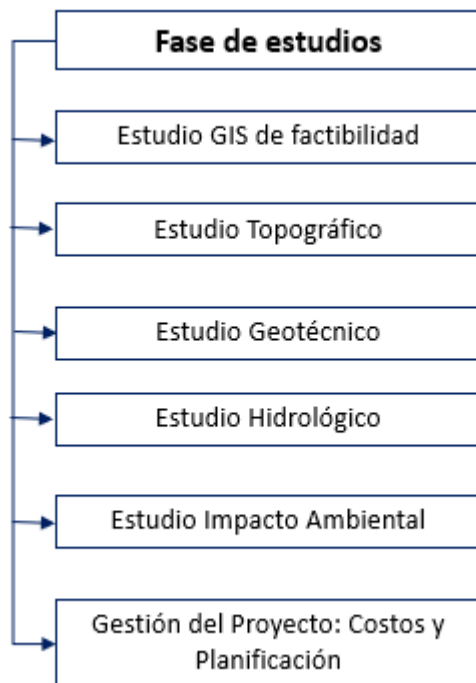 Fase de estudios
Estudio GIS de factibilidad
Estudio Topográfico
Estudio Geotécnico
Estudio Hidrológico
Estudio Impacto Ambiental
Gestión del Proyecto: Costos y
Planificación